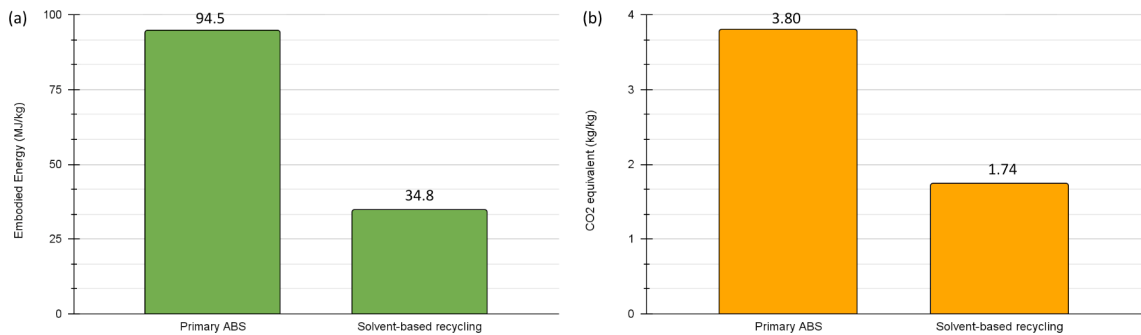 (a)
94.5
34.8
100
75
50
25
0
Embodied Energy (MJ/kg)
Primary ABS
Solvent-based recycling
(b)
3.80
1.74
4
3
2
1
0
CO2 equivalent (kg/kg)
Primary ABS
Solvent-based recycling